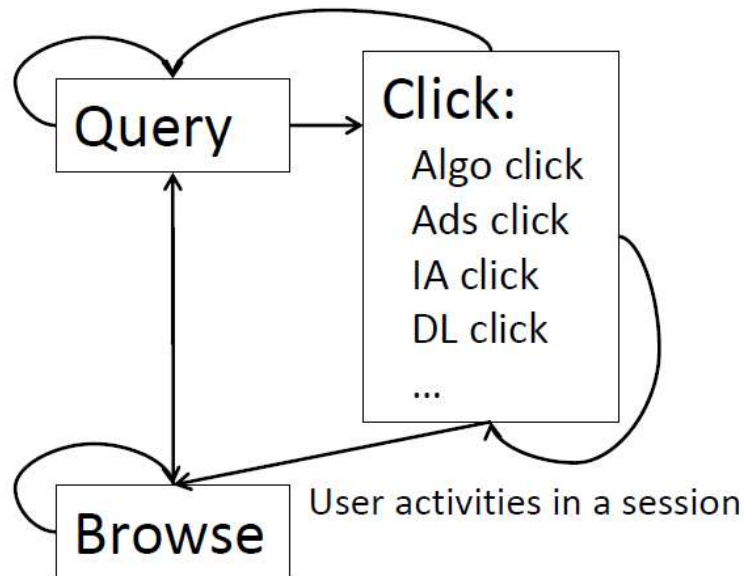 Query
Click:
Algo click
Ads click
IA click
DL click
...
Browse
User activities in a session